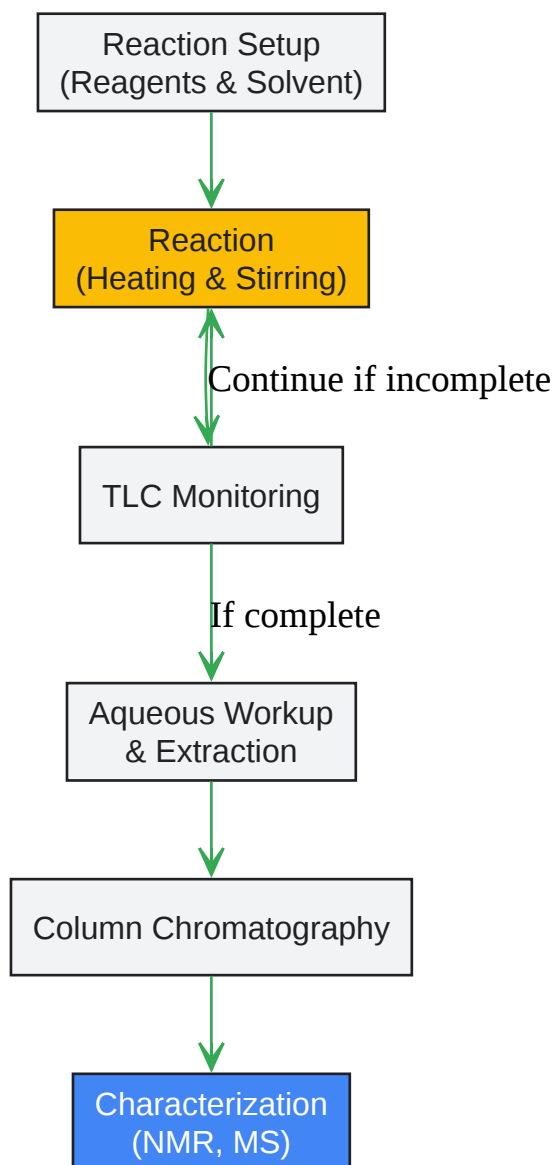 Reaction Setup
(Reagents & Solvent)
Reaction
(Heating & Stirring)
Continue if incomplete
TLC Monitoring
If complete
Aqueous Workup
& Extraction
Column Chromatography
Characterization
(NMR, MS)